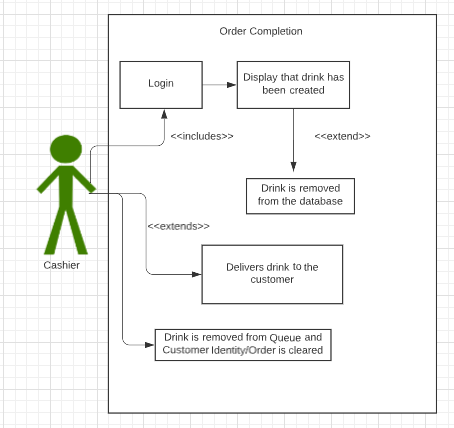 Order Completion
Login
Display that drink has
been created
<<includes>>
<<extend>>
Drink is removed
from the database
<<extends>>
Cashier
Delivers drink to the
customer
Drink is removed from Queue and
Customer Identity/Order is cleared